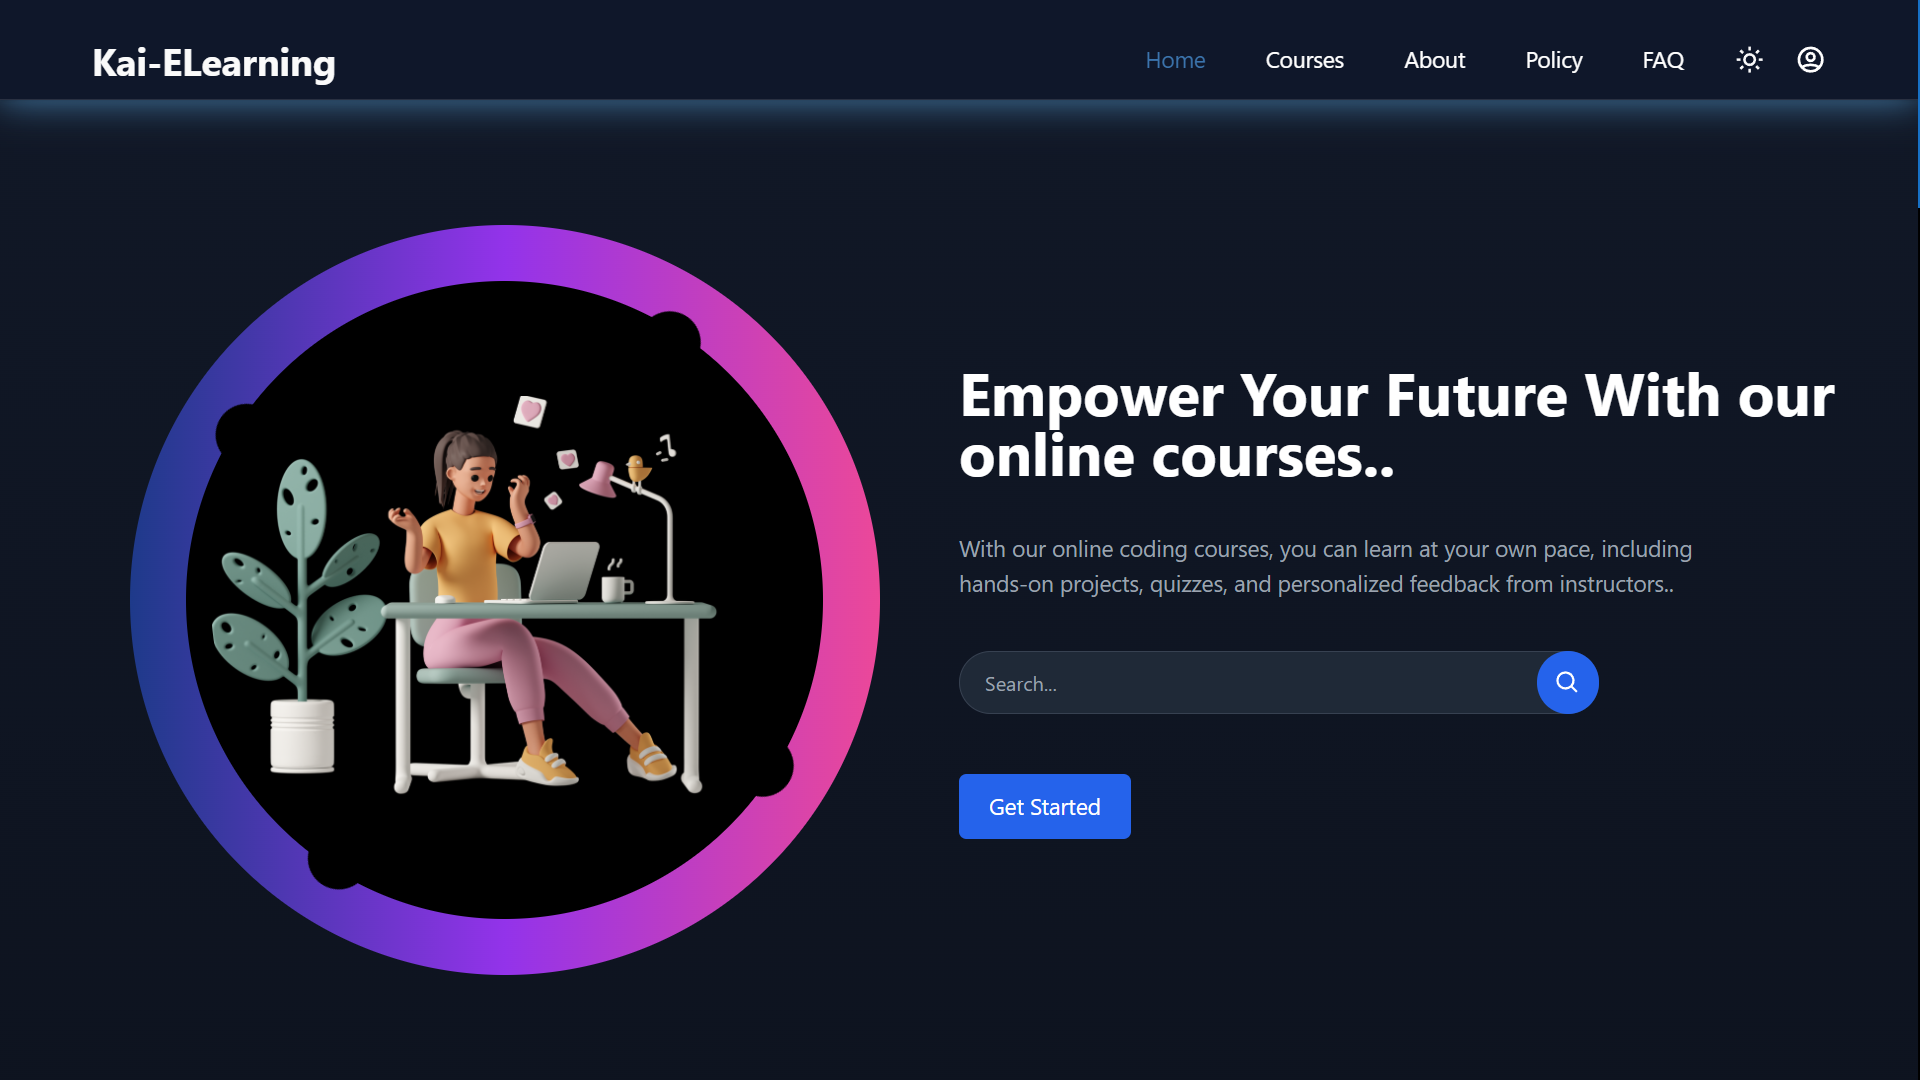 Kai-ELearning
Home
Courses
About
Policy
FAQ
Empower Your Future With our
online courses..
With our online coding courses, you can learn at your own pace, including
hands-on projects, quizzes, and personalized feedback from instructors..
Search...
Get Started